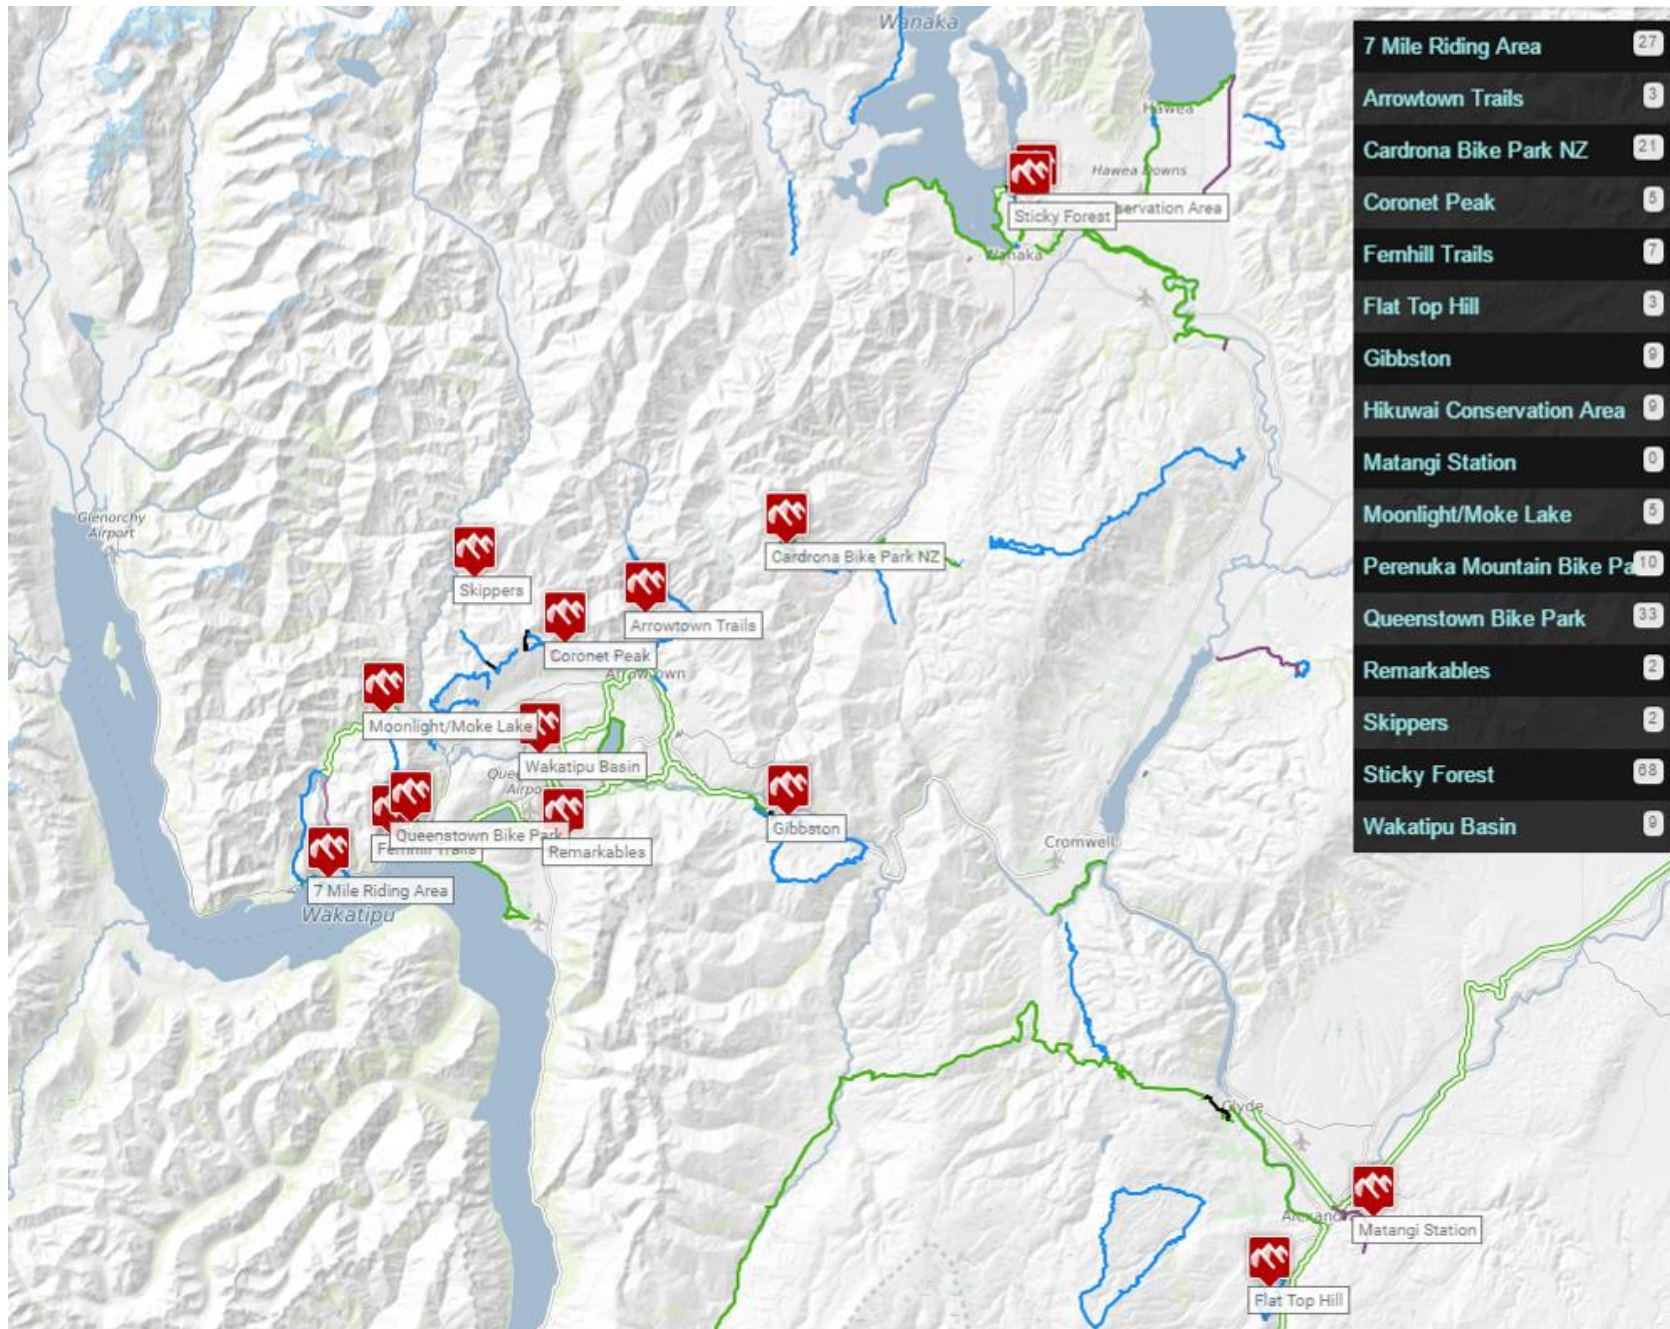 Wanaka
Hawea
Hawea Downs
Sticky Forest
servation Area
Wanaka
Glenorchy
Airport
Cardrona Bike Park NZ
Skippers
Arrowtown Trails
Coronet Peak
Arrowtown
Moonlight/Moke Lake
Wakatipu Basin
Queenstown Bike Park
Fernhill Trails
Remarkables
Gibbston
7 Mile Riding Area
Wakatipu
Cromwell
Clyde
Matangi Station
Flat Top Hill
7 Mile Riding Area 27
Arrowtown Trails 3
Cardrona Bike Park NZ 21
Coronet Peak 5
Fernhill Trails 7
Flat Top Hill 3
Gibbston 9
Hikuwai Conservation Area 9
Matangi Station 0
Moonlight/Moke Lake 5
Perenuka Mountain Bike Pa 10
Queenstown Bike Park 33
Remarkables 2
Skippers 2
Sticky Forest 68
Wakatipu Basin 9